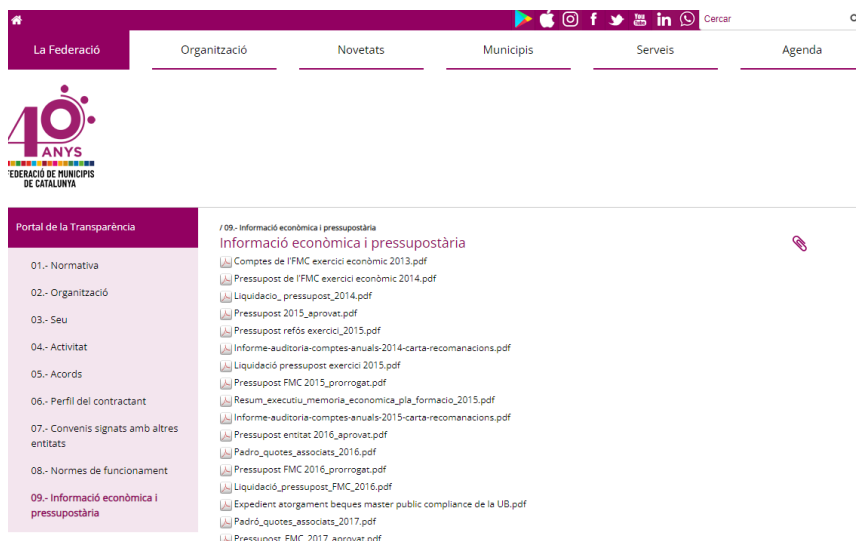 Cercar
La Federació
Organització
Novetats
Municipis
Serveis
Agenda
40
ANYS
FEDERACIÓ DE MUNICIPIS
DE CATALUNYA
Portal de la Transparència
01.- Normativa
02.- Organització
03.- Seu
04.- Activitat
05.- Acords
06.- Perfil del contractant
07.- Convenis signats amb altres
entitats
08.- Normes de funcionament
09.- Informació econòmica i
pressupostària
/ 09.- Informació econòmica i pressupostària
Informació econòmica i pressupostària
Comptes de l'FMC exercici econòmic 2013.pdf
Pressupost de l'FMC exercici econòmic 2014.pdf
Liquidacio_ pressupost_2014.pdf
Pressupost 2015_aprovat.pdf
Pressupost refós exercici_2015.pdf
Informe-auditoria-comptes-anuals-2014-carta-recomanacions.pdf
Liquidació pressupost exercici 2015.pdf
Pressupost FMC 2015_prorrogat.pdf
Resum_executiu_memoria_economica_pla_formacio_2015.pdf
Informe-auditoria-comptes-anuals-2015-carta-recomanacions.pdf
Pressupost entitat 2016_aprovat.pdf
Padro_quotes_associats_2016.pdf
Pressupost FMC 2016_prorrogat.pdf
Liquidació_pressupost_FMC_2016.pdf
Expedient atorgament beques master public compliance de la UB.pdf
Padró_quotes_associats_2017.pdf
Pressupost_FMC_2017_aprovat.pdf